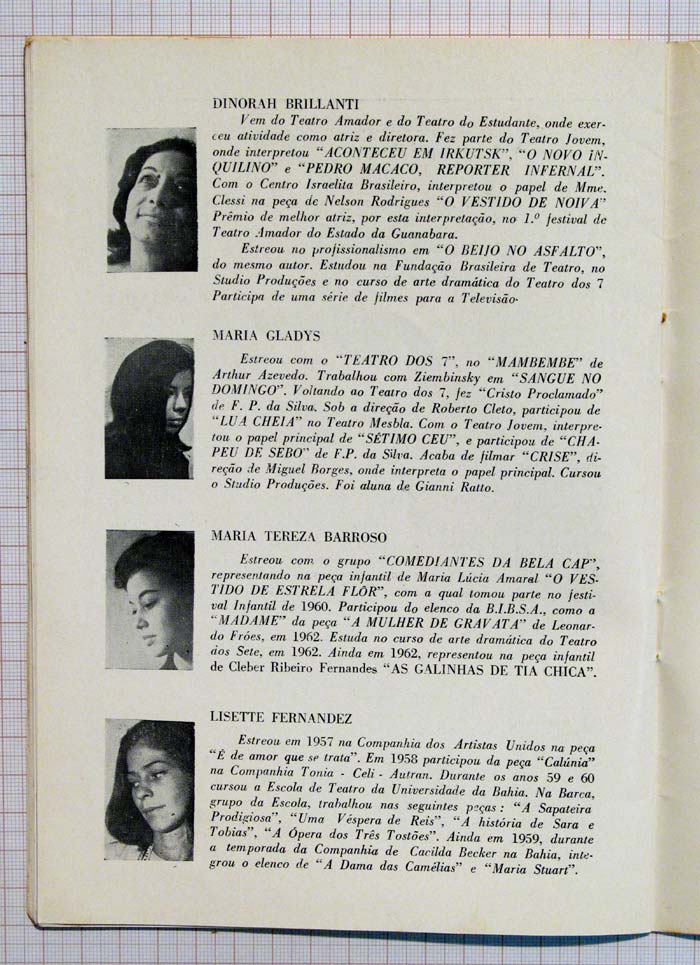 DINORAH BRILLANTI
Vem do Teatro Amador e do Teatro do Estudante, onde exer-
ceu atividade como atriz e diretora. Fez parte do Teatro Jovem,
onde interpretou "ACONTECEU EM IRKUTSK", "O NOVO IN-
QUILINO" e "PEDRO MACACO, REPORTER INFERNAL".
Com o Centro Israelita Brasileiro, interpretou o papel de Mme.
Clessi na peça de Nelson Rodrigues "O VESTIDO DE NOIVA"
Prêmio de melhor atriz, por esta interpretação, no 1.º festival de
Teatro Amador do Estado da Guanabara.
Estreou no profissionalismo em "O BEIJO NO ASFALTO",
do mesmo autor. Estudou na Fundação Brasileira de Teatro, no
Studio Produções e no curso de arte dramática do Teatro dos 7
Participa de uma série de filmes para a Televisão.
MARIA GLADYS
Estreou com o "TEATRO DOS 7", no "MAMBEMBE" de
Arthur Azevedo. Trabalhou com Ziembinsky em "SANGUE NO
DOMINGO". Voltando ao Teatro dos 7, fez "Cristo Proclamado"
de F. P. da Silva. Sob a direção de Roberto Cleto, participou de
"LUA CHEIA" no Teatro Mesbla. Com o Teatro Jovem, interpre-
tou o papel principal de "SÉTIMO CEU", e participou de "CHA-
PEU DE SEBO" de F.P. da Silva. Acaba de filmar "CRISE", di-
reção de Miguel Borges, onde interpreta o papel principal. Cursou
o Studio Produções. Foi aluna de Gianni Ratto.
MARIA TEREZA BARROSO
Estreou com o grupo "COMEDIANTES DA BELA CAP",
representando na peça infantil de Maria Lúcia Amaral "O VES-
TIDO DE ESTRELA FLÔR", com a qual tomou parte no festi-
val Infantil de 1960. Participou do elenco da B.I.B.S.A., como a
"MADAME" da peça "A MULHER DE GRAVATA" de Leonar-
do Fróes, em 1962. Estuda no curso de arte dramática do Teatro
dos Sete, em 1962. Ainda em 1962, representou na peça infantil
de Cleber Ribeiro Fernandes "AS GALINHAS DE TIA CHICA".
LISETTE FERNANDEZ
Estreou em 1957 na Companhia dos Artistas Unidos na peça
"É de amor que se trata". Em 1958 participou da peça "Calúnia"
na Companhia Tonia - Celi - Autran. Durante os anos 59 e 60
cursou a Escola de Teatro da Universidade da Bahia. Na Barca,
grupo da Escola, trabalhou nas seguintes peças : "A Sapateira
Prodigiosa", "Uma Véspera de Reis", "A história de Sara e
Tobias", "A Ópera dos Três Tostões". Ainda em 1959, durante
a temporada da Companhia de Cacilda Becker na Bahia, inte-
grou o elenco de "A Dama das Camélias" e "Maria Stuart".